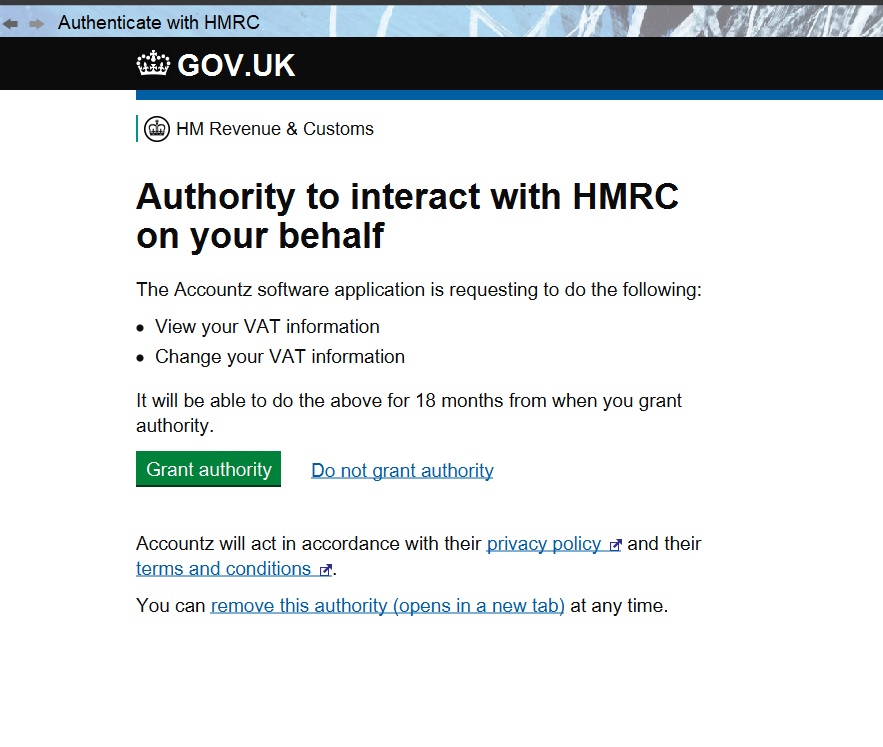 Authenticate with HMRC
GOV.UK
HM Revenue & Customs
Authority to interact with HMRC
on your behalf
The Accountz software application is requesting to do the following:
• View your VAT information
• Change your VAT information
It will be able to do the above for 18 months from when you grant
authority.
Grant authority Do not grant authority
Accountz will act in accordance with their privacy policy and their
terms and conditions.
You can remove this authority (opens in a new tab) at any time.